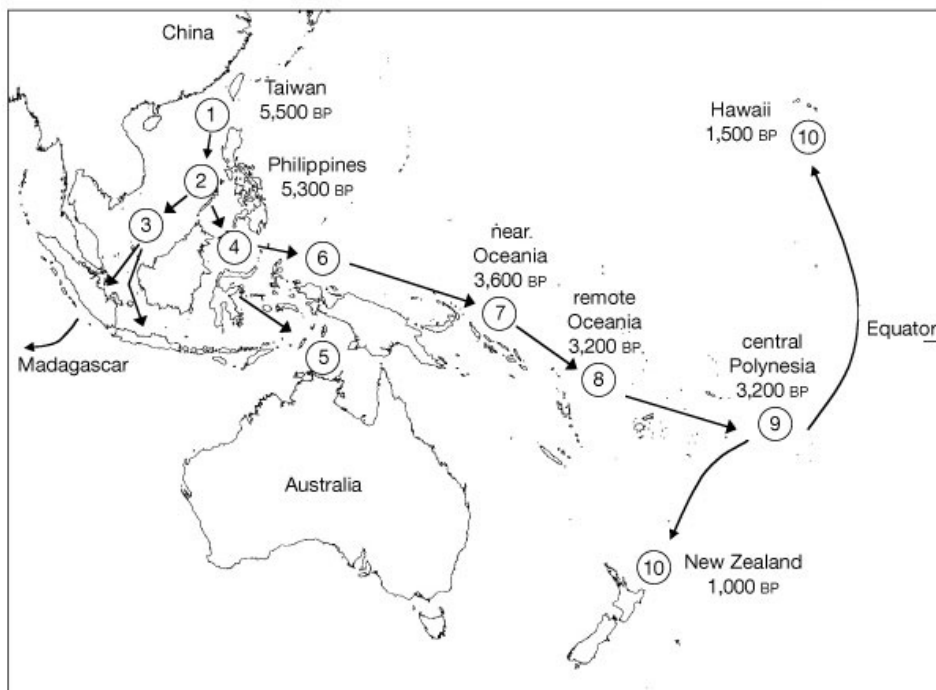 China
Taiwan
5,500 BP
1
Hawaii
1,500 BP
10
Philippines
5,300 BP
2
3
4
6
near
Oceania
3,600 BP
7
remote
Oceania
3,200 BP
8
central
Polynesia
3,200 BP
9
Equator
Madagascar
5
Australia
10
New Zealand
1,000 BP